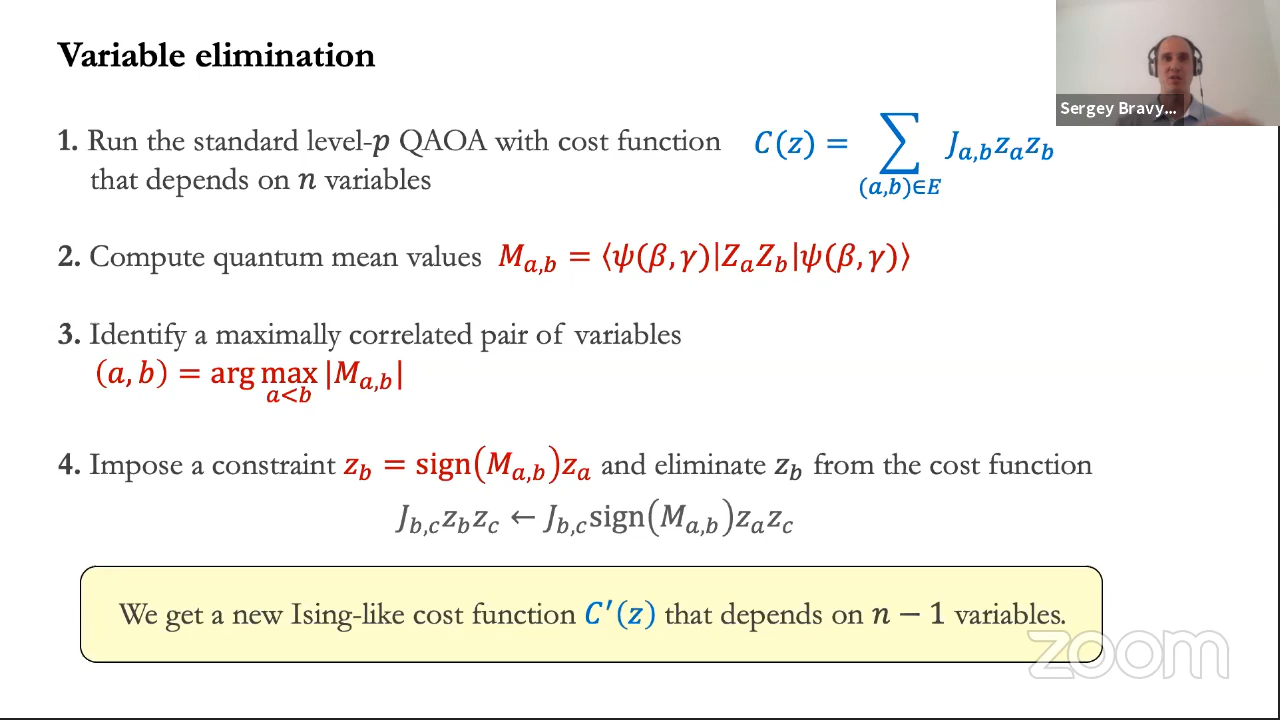 Variable elimination
Sergey Bravy...
1. Run the standard level-p QAOA with cost function
that depends on n variables
C(z) = ∑_{(a,b)∈E} J_{a,b}z_a z_b
2. Compute quantum mean values M_{a,b} = ⟨ψ(β,γ)|Z_a Z_b|ψ(β,γ)⟩
3. Identify a maximally correlated pair of variables
(a,b) = arg max_{a<b} |M_{a,b}|
4. Impose a constraint z_b = sign(M_{a,b})z_a and eliminate z_b from the cost function
J_{b,c}z_b z_c ← J_{b,c}sign(M_{a,b})z_a z_c
We get a new Ising-like cost function C′(z) that depends on n − 1 variables.
zoom